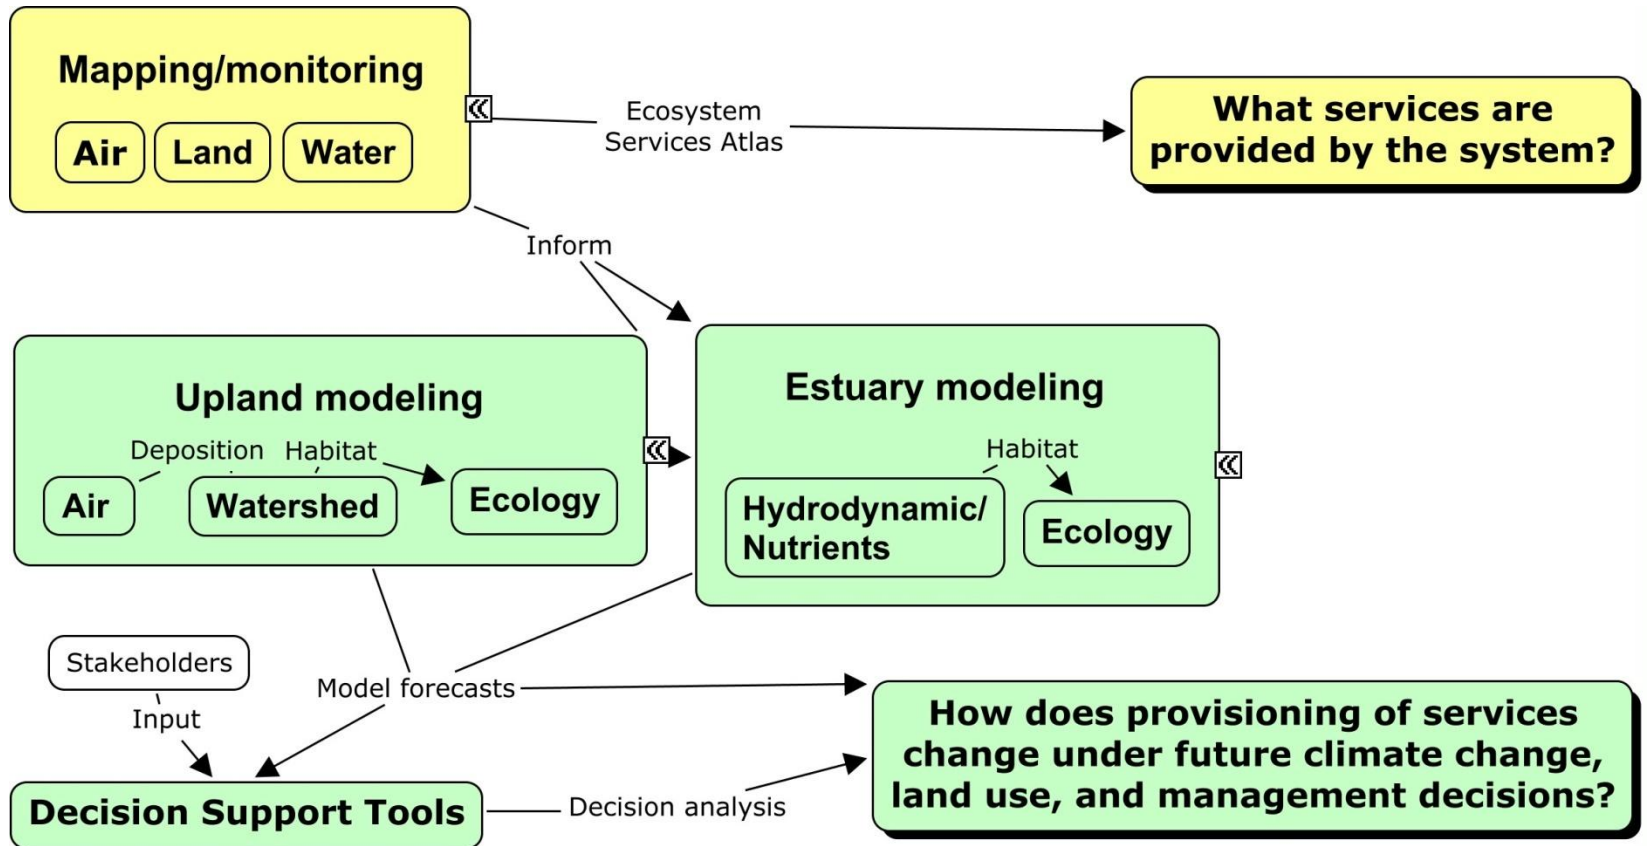 Mapping/monitoring
Air
Land
Water
Ecosystem
Services Atlas
What services are
provided by the system?
Inform
Upland modeling
Deposition
Habitat
Air
Watershed
Ecology
Estuary modeling
Habitat
Hydrodynamic/
Nutrients
Ecology
Stakeholders
Input
Model forecasts
Decision Support Tools
Decision analysis
How does provisioning of services
change under future climate change,
land use, and management decisions?